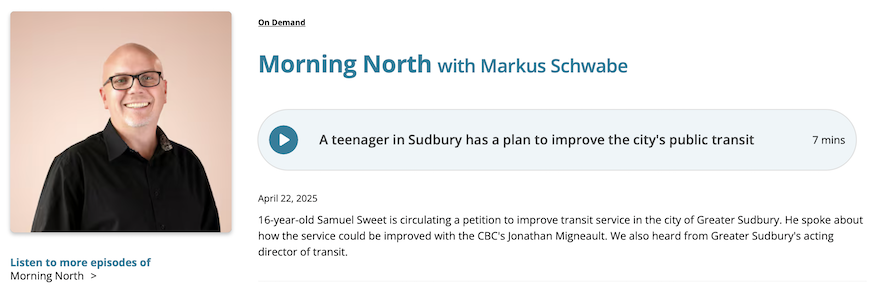 On Demand
Morning North with Markus Schwabe
A teenager in Sudbury has a plan to improve the city's public transit
7 mins
April 22, 2025
16-year-old Samuel Sweet is circulating a petition to improve transit service in the city of Greater Sudbury. He spoke about
how the service could be improved with the CBC's Jonathan Migneault. We also heard from Greater Sudbury's acting
director of transit.
Listen to more episodes of
Morning North >